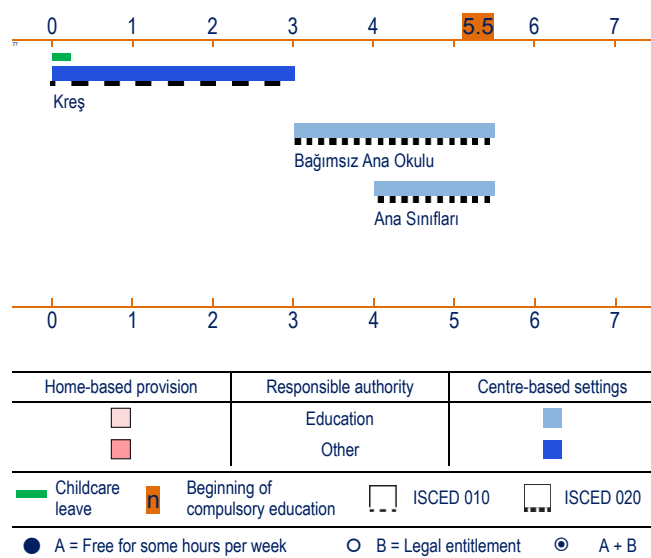 0 1 2 3 4 5.5 6 7
Kreş
Bağımsız Ana Okulu
Ana Sınıfları
0 1 2 3 4 5 6 7
Home-based provision Responsible authority Centre-based settings
Education
Other
Childcare leave
n
Beginning of compulsory education
ISCED 010
ISCED 020
A = Free for some hours per week B = Legal entitlement A + B